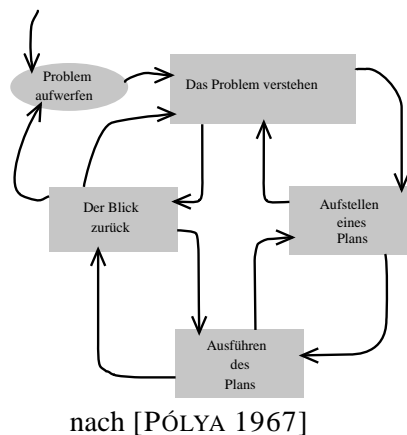 Problem
aufwerfen
Das Problem verstehen
Der Blick
zurück
Aufstellen
eines
Plans
Ausführen
des
Plans
nach [PÓLYA 1967]